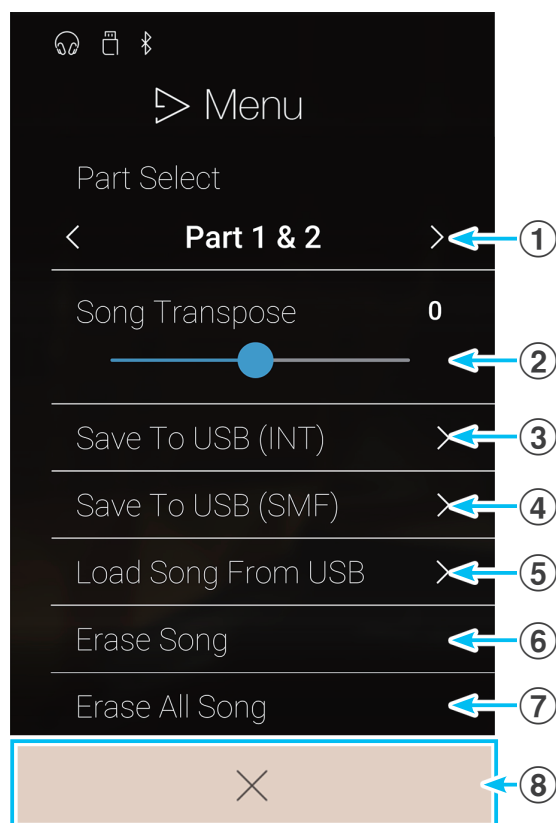 Menu
Part Select
Part 1 & 2
1
Song Transpose 0
2
Save To USB (INT)
3
Save To USB (SMF)
4
Load Song From USB
5
Erase Song
6
Erase All Song
7
8